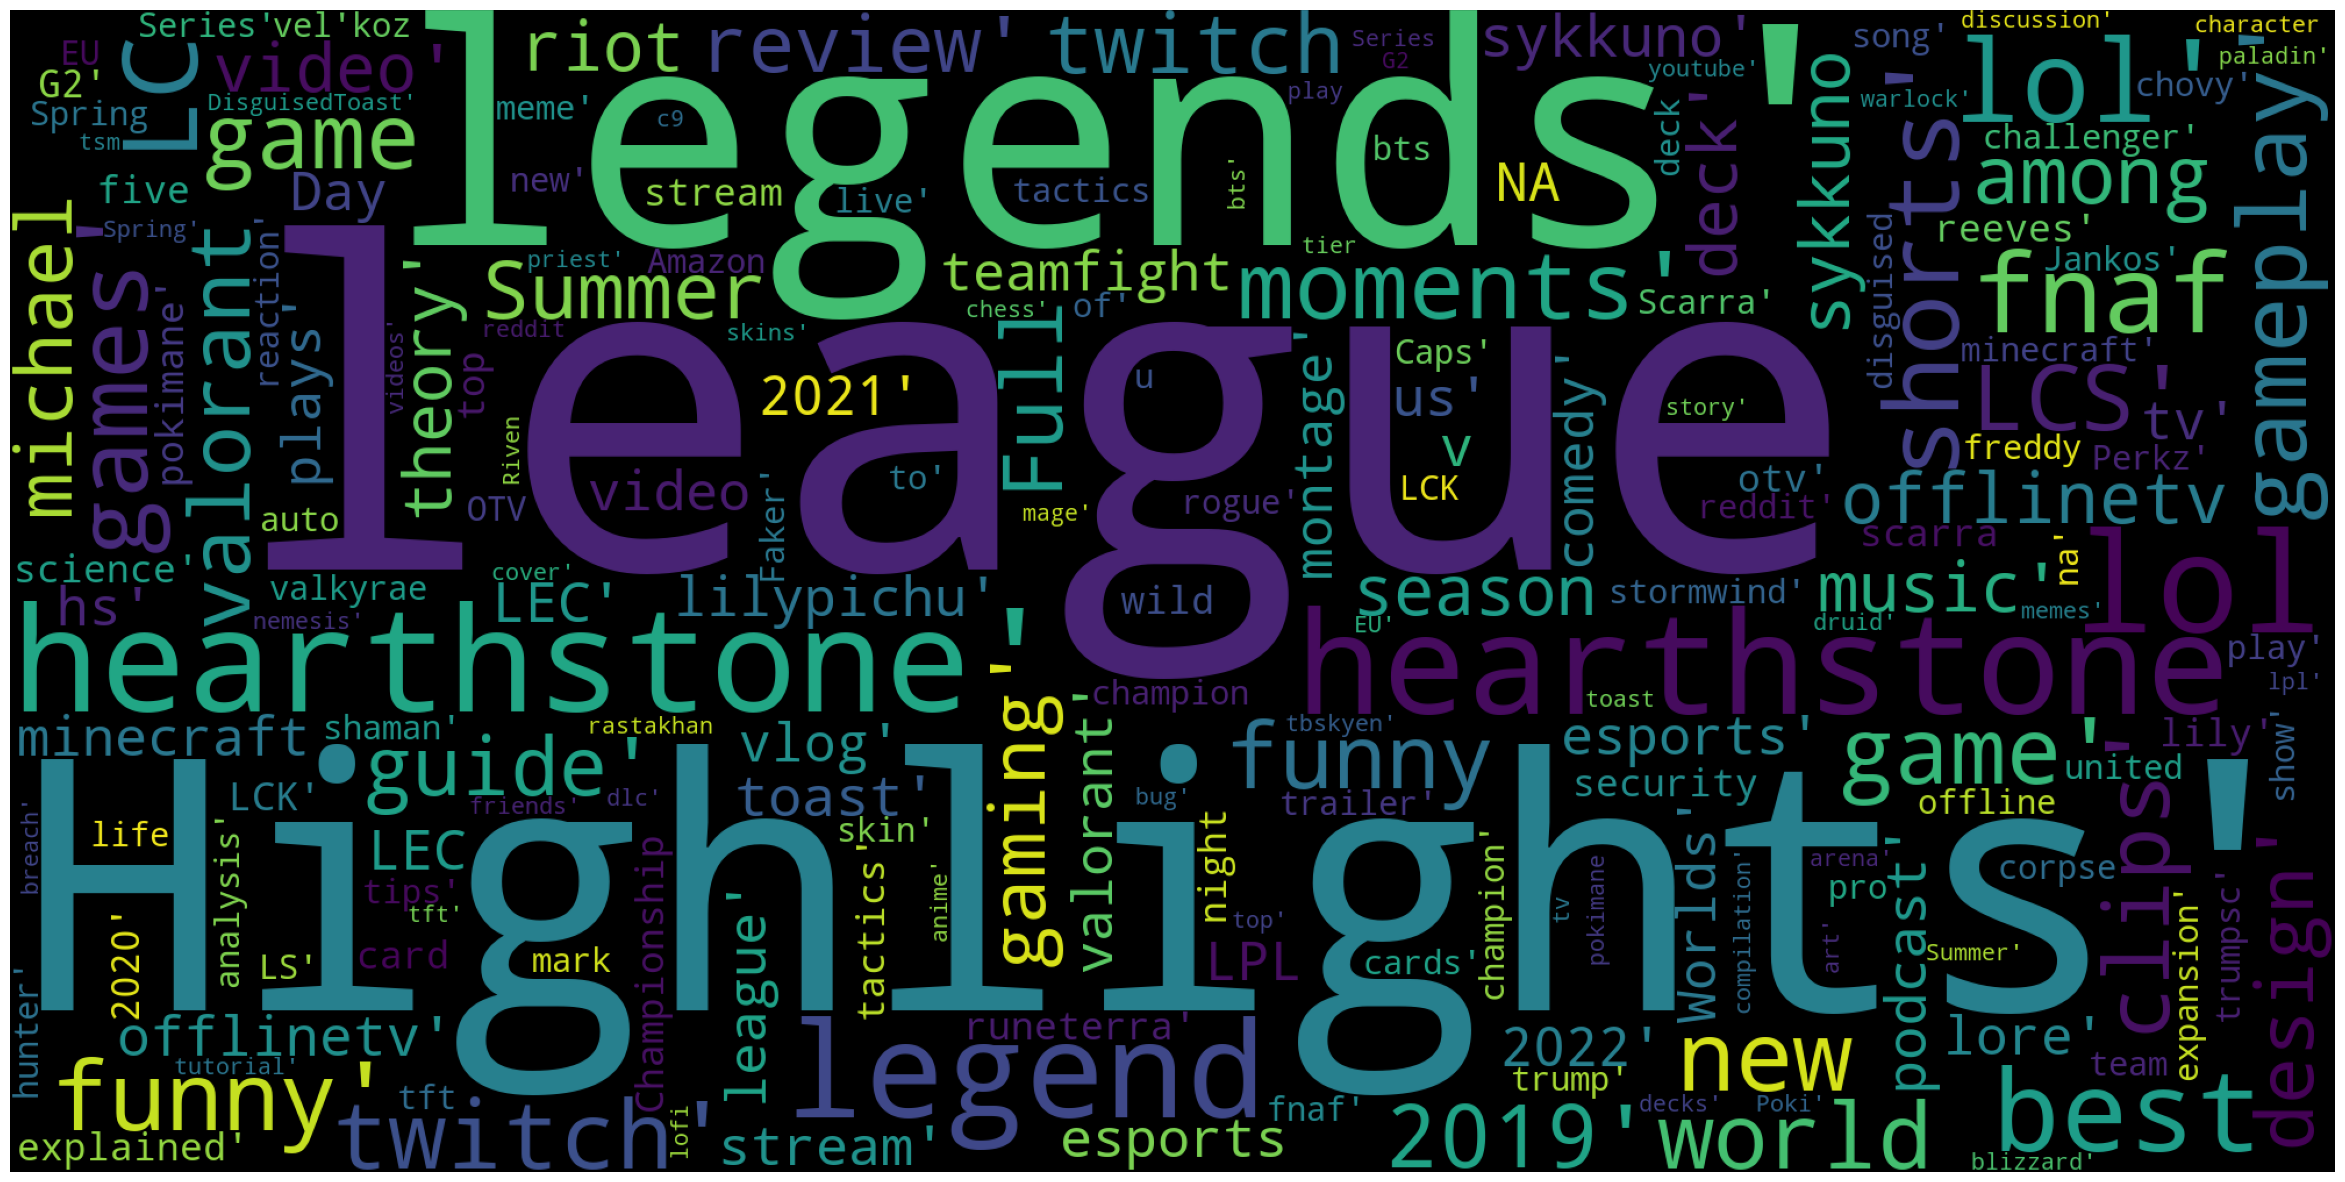 Series'
vel'koz
EU
G2'
LC
video'
riot
review'
twitch
Series
G2
sykkuno'
song'
discussion'
character
paladin'
legends'
lol'
youtube'
chovy'
Spring
DisguisedToast'
meme'
c9
play
deck
deck'
warlock'
tsm
game
bts
sykkuno
shorts'
challenger'
gameplay'
five
Day
new'
stream
live'
tactics
bts'
NA
among
michael
Spring'
reeves'
games'
valorant
reaction'
priest'
Amazon
teamfight
tier
disguised
Jankos'
pokimane'
plays'
theory'
Summer
chess'
of'
moments'
Scarra'
fnaf
videos'
reddit
skins'
Full
league
top
2021'
u
montage'
Caps'
us'
comedy'
story'
minecraft'
LCS'
tv'
Riven
v
freddy
Perkz'
video
to'
LCK
otv'
offlinetv
auto
OTV
Faker'
mage'
rogue'
reddit'
scarra
science'
cover'
na'
lol
hs'
valkyrae
LEC'
lilypichu'
wild
season
stormwind'
music'
memes'
nemesis'
EU'
druid'
hearthstone'
hearthstone
play'
lpl'
champion
toast
minecraft
shaman'
rastakhan
vlog'
gaming'
valorant'
funny
tbskyen'
esports'
game'
lily'
show'
guide'
united
LCK'
friends'
dlc'
toast'
bug'
trailer'
security
offline
clips'
Highlights'
breach'
life
analysis'
LEC
skin'
night
champion'
Worlds'
arena'
corpse
tips'
tft'
Championship
tactics'
anime'
top'
tv
pokimane
compilation'
pro
podcast'
trumpsc'
design'
2020'
LS'
card
mark
league'
LPL
cards'
art'
Summer'
expansion'
hunter'
offlinetv'
runeterra'
2022'
new
lore'
tutorial'
legend
team
funny'
tft
trump'
best
twitch'
lofi
stream'
fnaf'
decks'
Poki'
explained'
esports
2019'
world
blizzard'